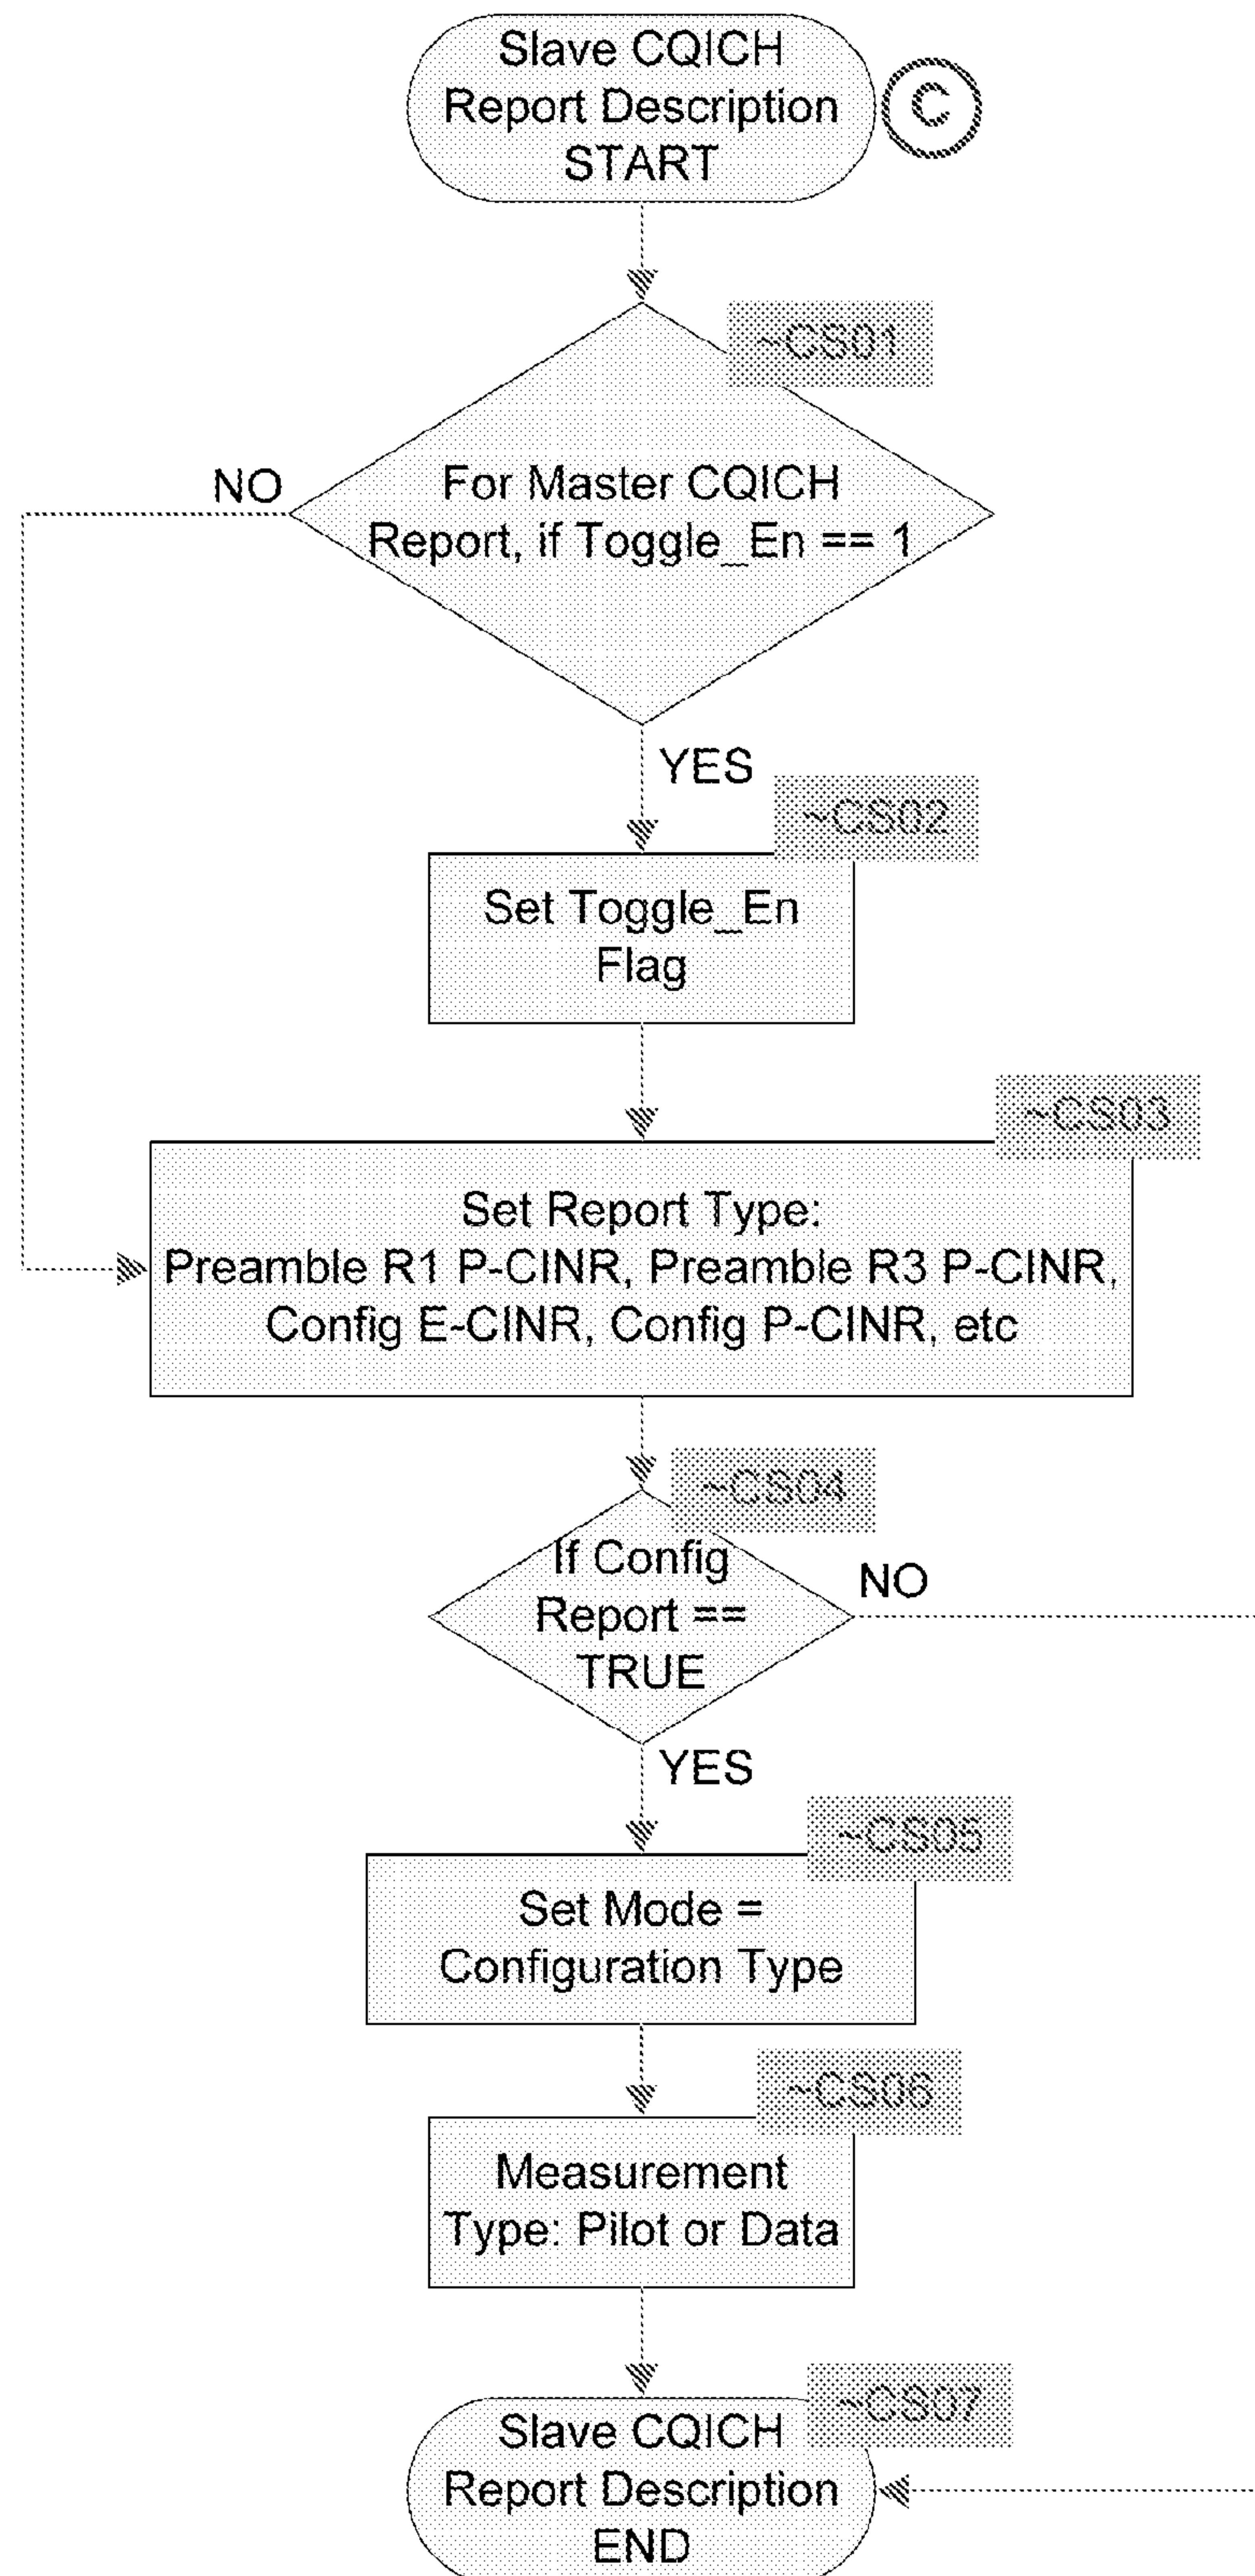 Slave CQICH
Report Description
START
C
~CS01
For Master CQICH
Report, if Toggle_En == 1
NO
YES
~CS02
Set Toggle_En
Flag
~CS03
Set Report Type:
Preamble R1 P-CINR, Preamble R3 P-CINR,
Config E-CINR, Config P-CINR, etc
~CS04
If Config
Report ==
TRUE
NO
YES
~CS05
Set Mode =
Configuration Type
~CS06
Measurement
Type: Pilot or Data
~CS07
Slave CQICH
Report Description
END